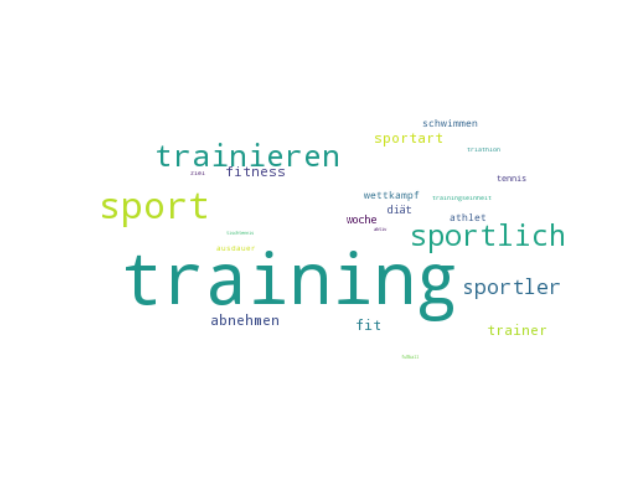 schwimmen
sportart
triathlon
trainieren
fitness
ziel
tennis
wettkampf
trainingseinheit
diät
sport
woche
athlet
sportlich
ausdauer
training
sportler
abnehmen
fit
trainer
fußball